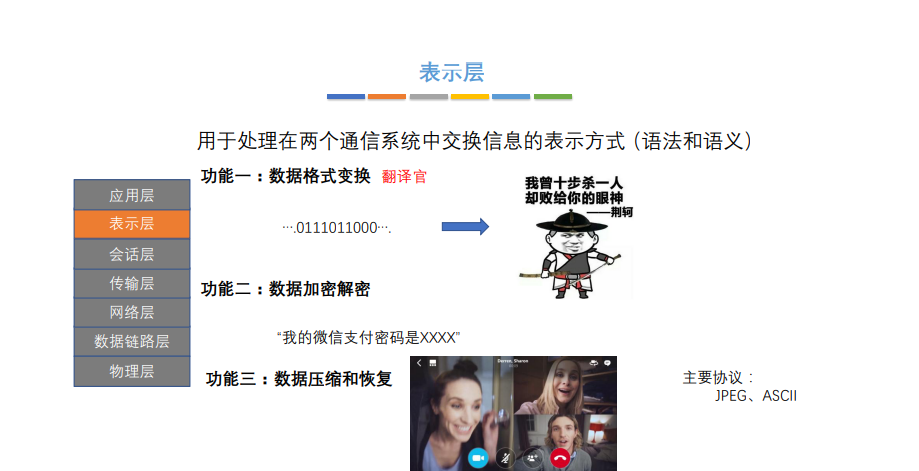 表示层
用于处理在两个通信系统中交换信息的表示方式（语法和语义）
功能一：数据格式变换 翻译官
….0111011000….
我曾十步杀一人
却败给你的眼神
——荆轲
应用层
表示层
会话层
传输层
网络层
数据链路层
物理层
功能二：数据加密解密
“我的微信支付密码是XXXX”
功能三：数据压缩和恢复
Darren, Sharon
主要协议：
JPEG、ASCII